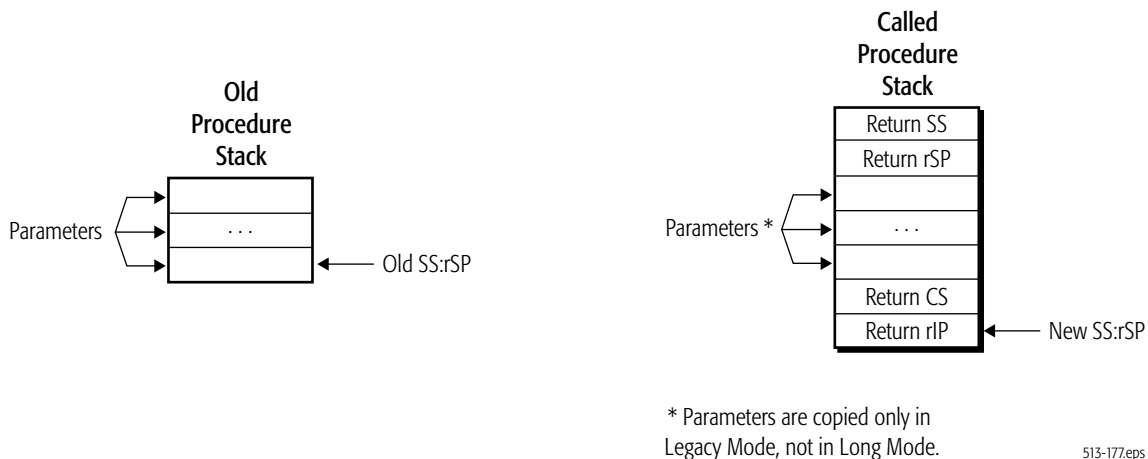 Old
Procedure
Stack
Parameters
. . .
Old SS:rSP
Called
Procedure
Stack
Return SS
Return rSP
Parameters *
. . .
Return CS
Return rIP
New SS:rSP
* Parameters are copied only in
Legacy Mode, not in Long Mode.
513-177.eps